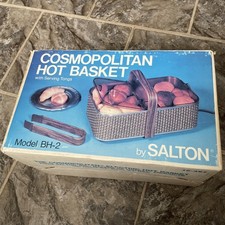 COSMOPOLITAN
HOT BASKET
with Serving Tongs
Model BH-2
by SALTON